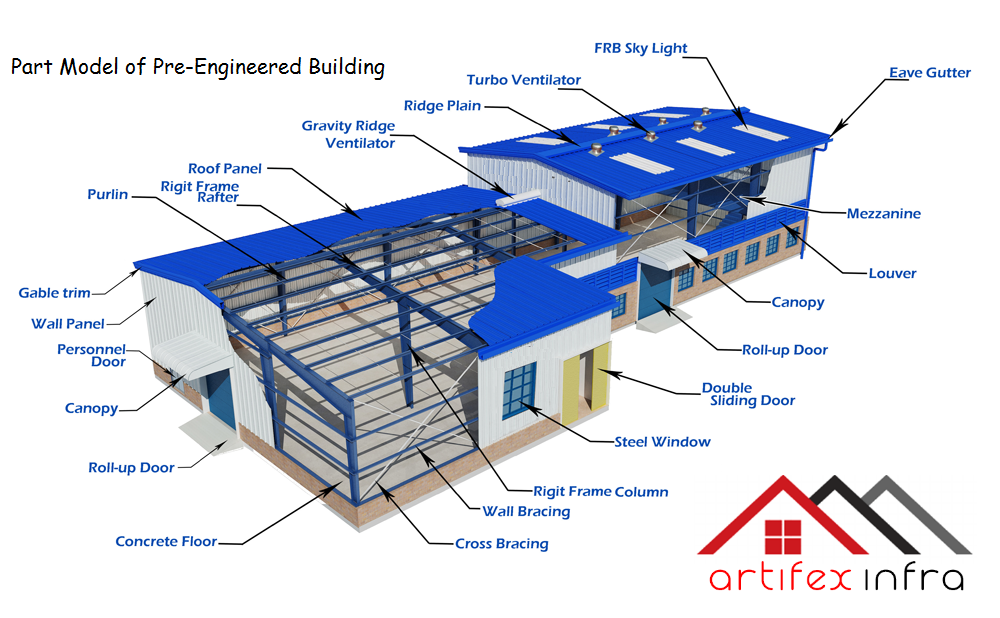 Part Model of Pre-Engineered Building
FRB Sky Light
Eave Gutter
Turbo Ventilator
Ridge Plain
Gravity Ridge
Ventilator
Roof Panel
Rigit Frame
Rafter
Purlin
Mezzanine
Louver
Gable trim
Canopy
Wall Panel
Personnel
Door
Roll-up Door
Double
Sliding Door
Canopy
Steel Window
Roll-up Door
Rigit Frame Column
Wall Bracing
Concrete Floor
Cross Bracing
artifex infra